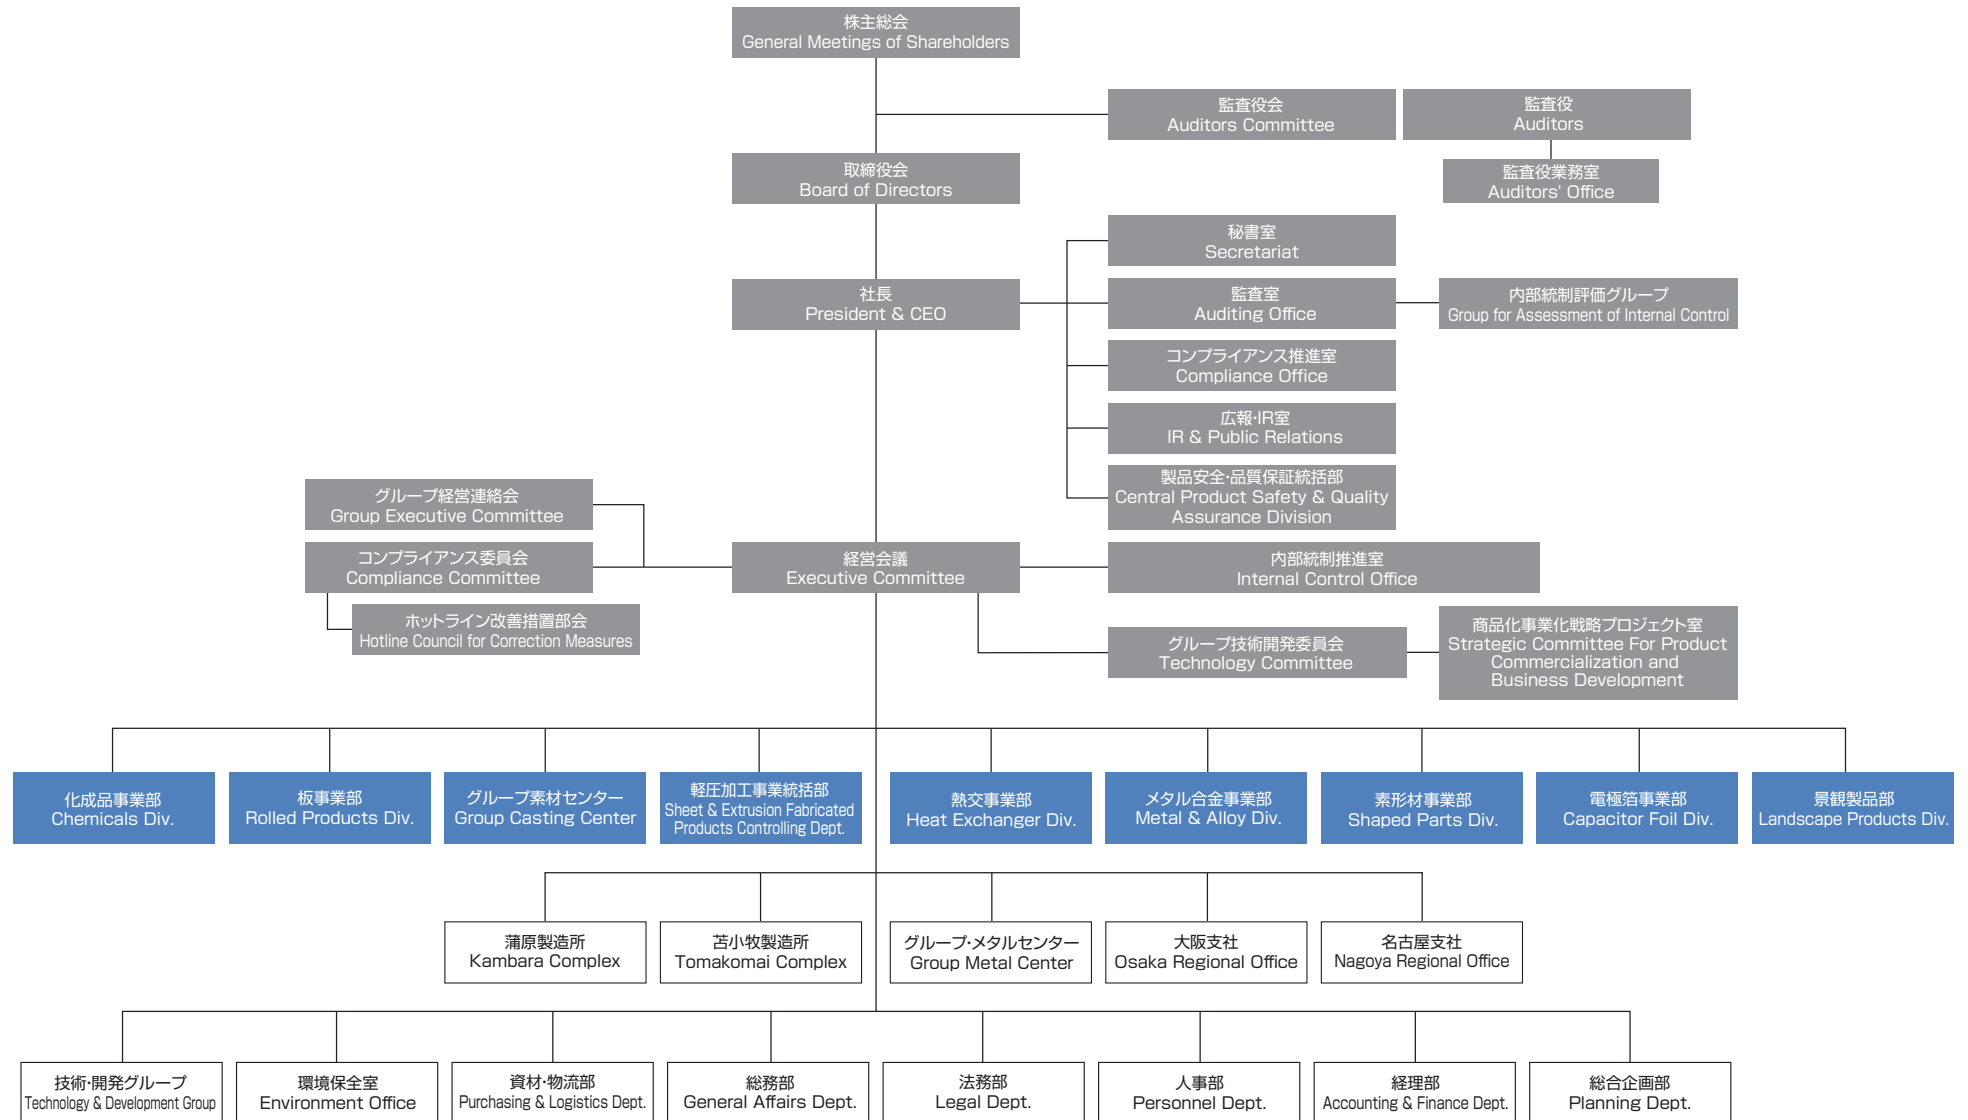 株主総会
General Meetings of Shareholders
監査役会
Auditors Committee
監査役
Auditors
取締役会
Board of Directors
監査役業務室
Auditors' Office
秘書室
Secretariat
社長
President & CEO
監査室
Auditing Office
内部統制評価グループ
Group for Assessment of Internal Control
コンプライアンス推進室
Compliance Office
広報・IR室
IR & Public Relations
製品安全・品質保証統括部
Central Product Safety & Quality
Assurance Division
グループ経営連絡会
Group Executive Committee
コンプライアンス委員会
Compliance Committee
経営会議
Executive Committee
内部統制推進室
Internal Control Office
ホットライン改善措置部会
Hotline Council for Correction Measures
グループ技術開発委員会
Technology Committee
商品化事業化戦略プロジェクト室
Strategic Committee For Product
Commercialization and
Business Development
化成品事業部
Chemicals Div.
板事業部
Rolled Products Div.
グループ素材センター
Group Casting Center
軽圧加工事業統括部
Sheet & Extrusion Fabricated
Products Controlling Dept.
熱交事業部
Heat Exchanger Div.
メタル合金事業部
Metal & Alloy Div.
素形材事業部
Shaped Parts Div.
電極箔事業部
Capacitor Foil Div.
景観製品部
Landscape Products Div.
蒲原製造所
Kambara Complex
苫小牧製造所
Tomakomai Complex
グループ・メタルセンター
Group Metal Center
大阪支社
Osaka Regional Office
名古屋支社
Nagoya Regional Office
技術・開発グループ
Technology & Development Group
環境保全室
Environment Office
資材・物流部
Purchasing & Logistics Dept.
総務部
General Affairs Dept.
法務部
Legal Dept.
人事部
Personnel Dept.
経理部
Accounting & Finance Dept.
総合企画部
Planning Dept.